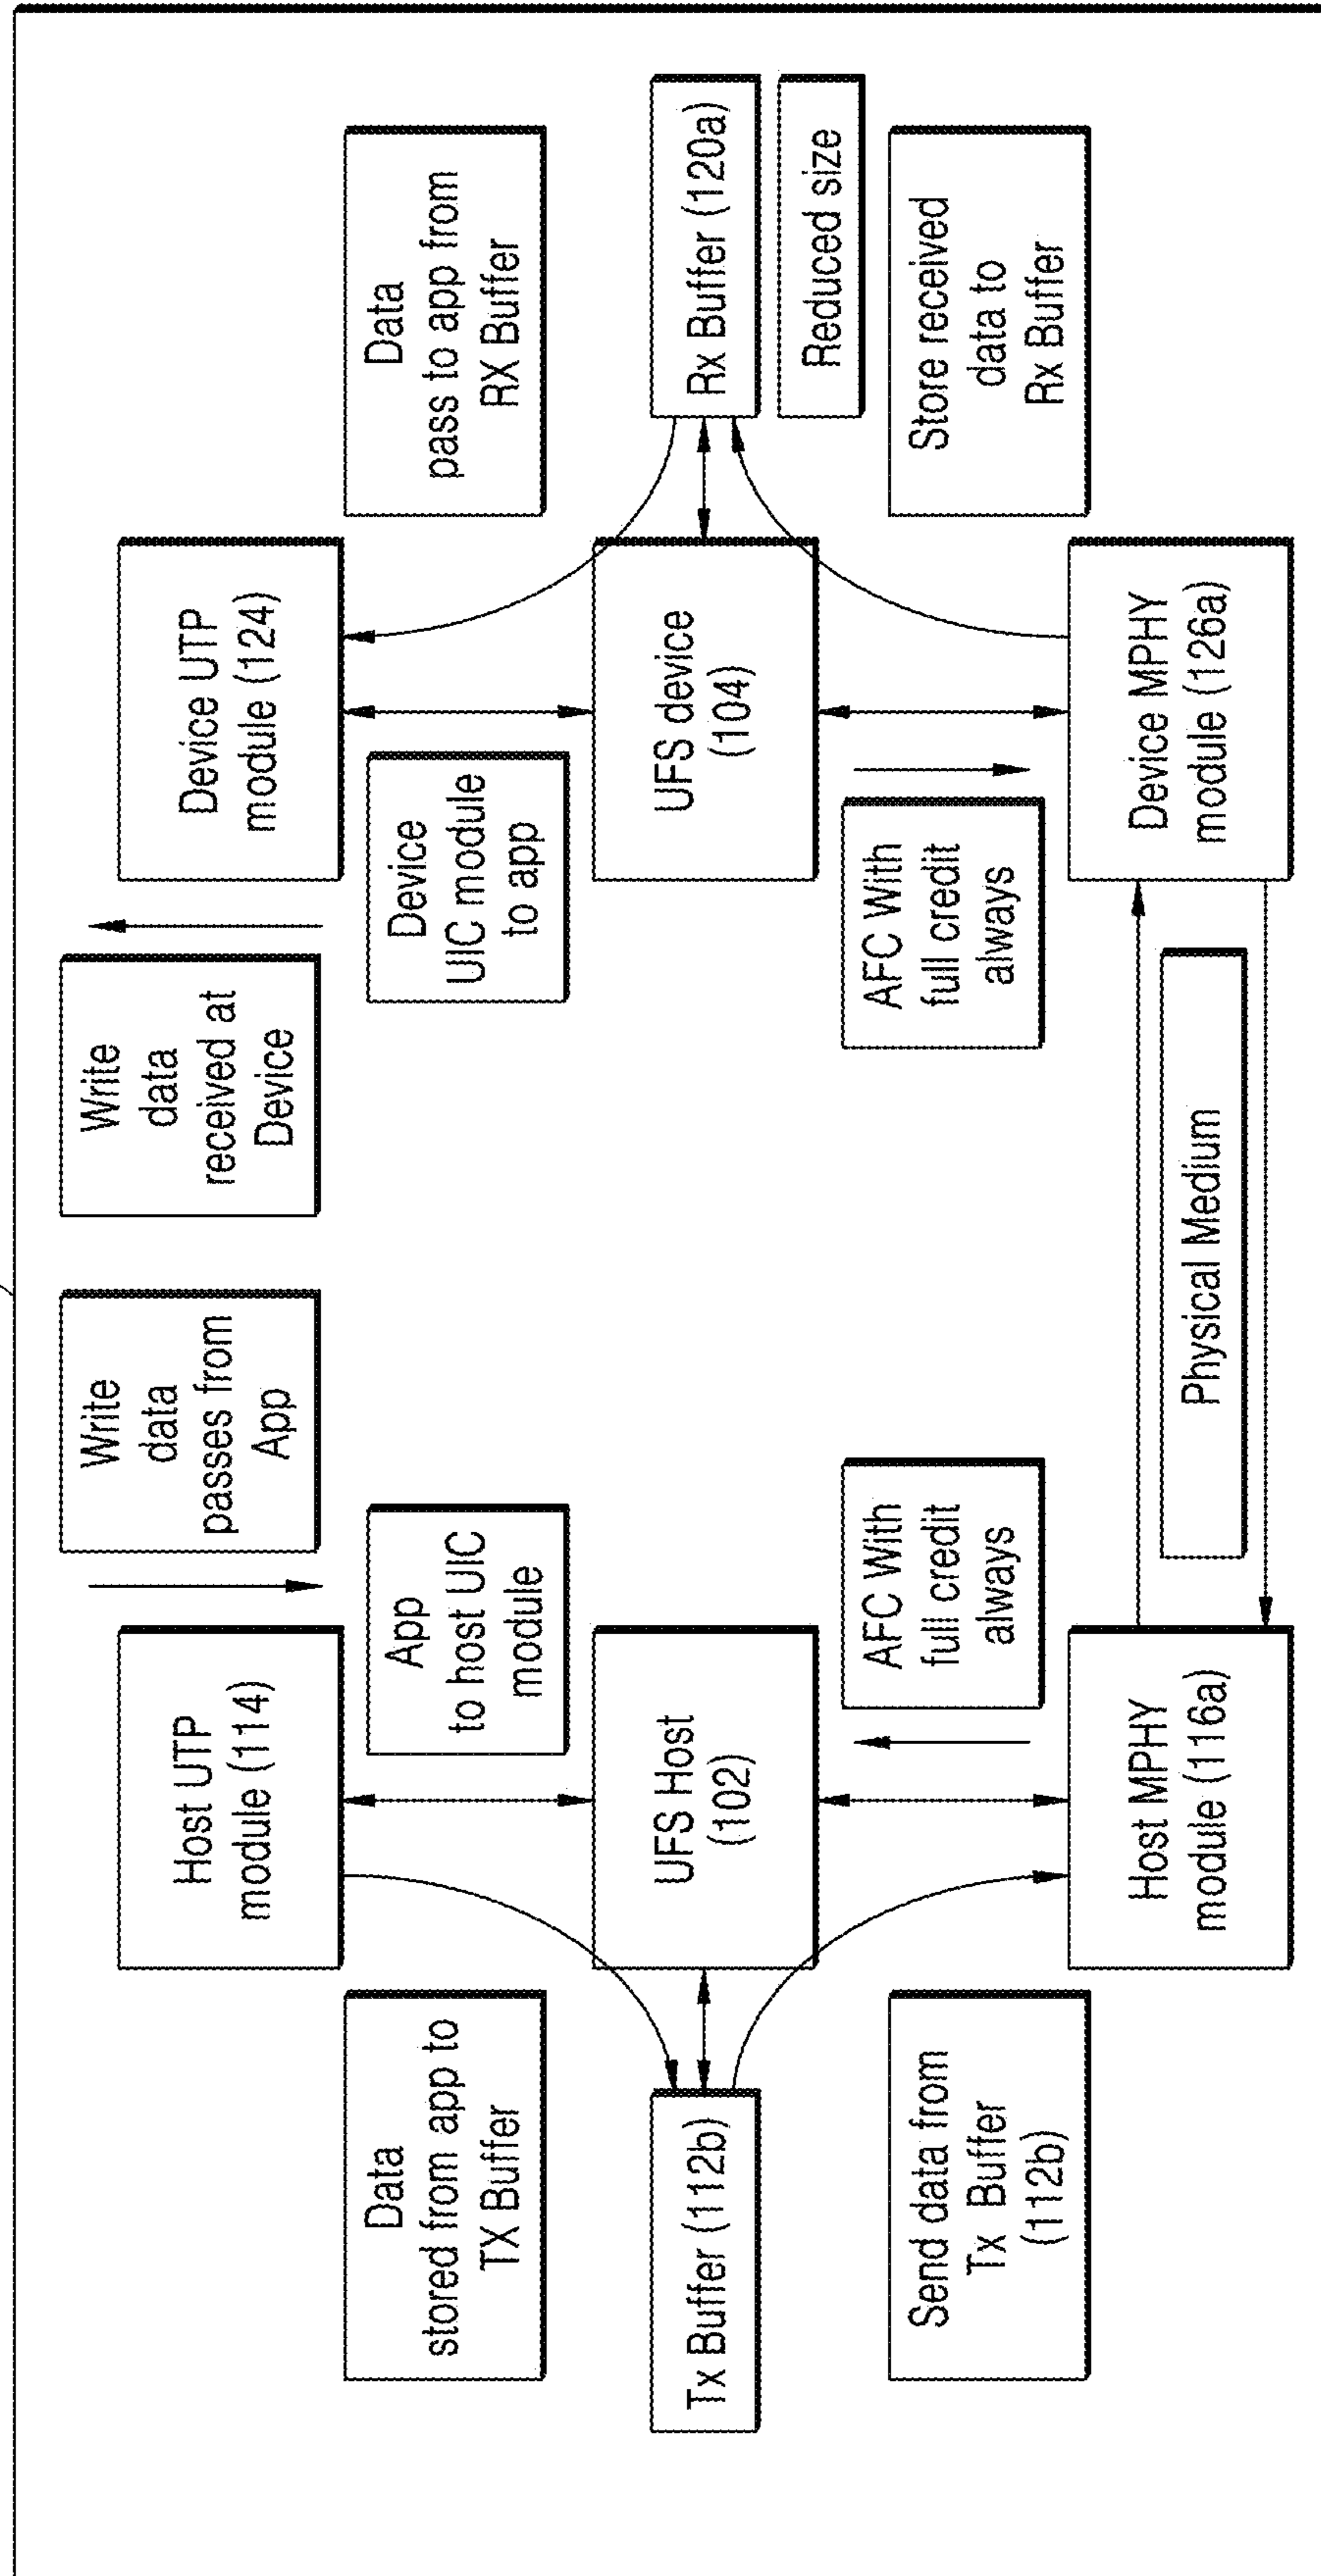 Write
data
passes from
App
Write
data
received at
Device
Host UTP
module (114)
Device UTP
module (124)
Data
stored from app to
TX Buffer
App
to host UIC
module
Device
UIC module
to app
Data
pass to app from
RX Buffer
Tx Buffer (112b)
UFS Host
(102)
UFS device
(104)
Rx Buffer (120a)
Reduced size
Send data from
Tx Buffer
(112b)
AFC With
full credit
always
AFC With
full credit
always
Store received
data to
Rx Buffer
Host MPHY
module (116a)
Physical Medium
Device MPHY
module (126a)